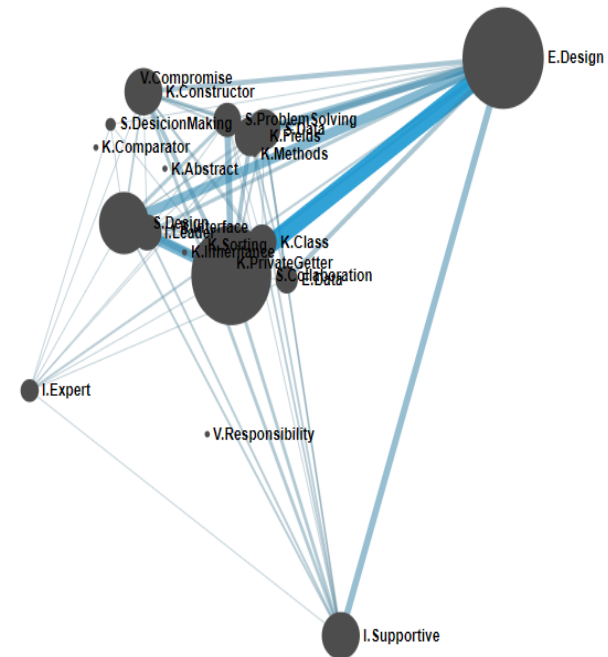 E.Design
V.Compromise
K.Constructor
S.ProblemSolving
S.DesicionMaking
S.Data
K.Fields
K.Comparator
K.Methods
K.Abstract
S.Design
K.Interface
I.Leader
K.Class
K.Sorting
K.Inheritance
K.PrivateGetter
S.Collaboration
E.Data
I.Expert
V.Responsibility
I.Supportive